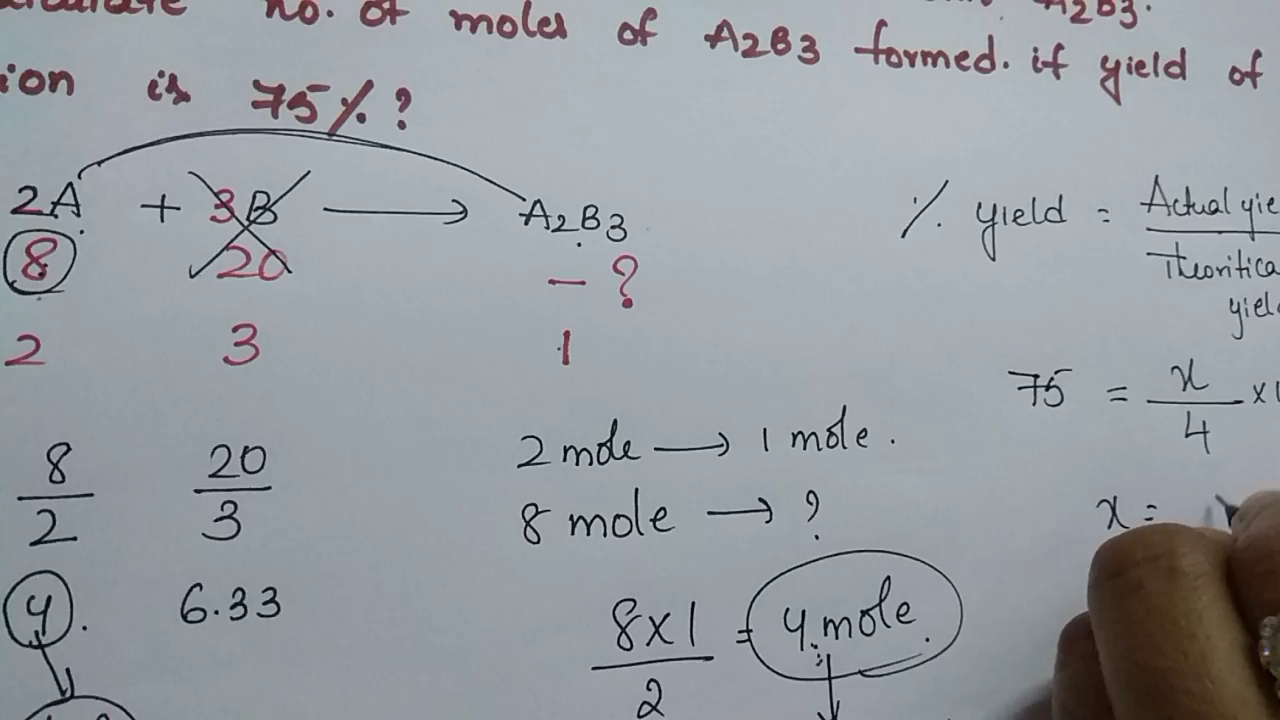 no. of moles of A2B3 formed. if yield of
ion is 75%?
2A + 3B → A2B3
8 20 — ?
2 3 1
8/2 20/3
4. 6.33
2 mole → 1 mole.
8 mole → ?
8x1/2 = 4 mole.
% yield = Actual yie
Theoritica
yiel
75 = x/4 x1
x =